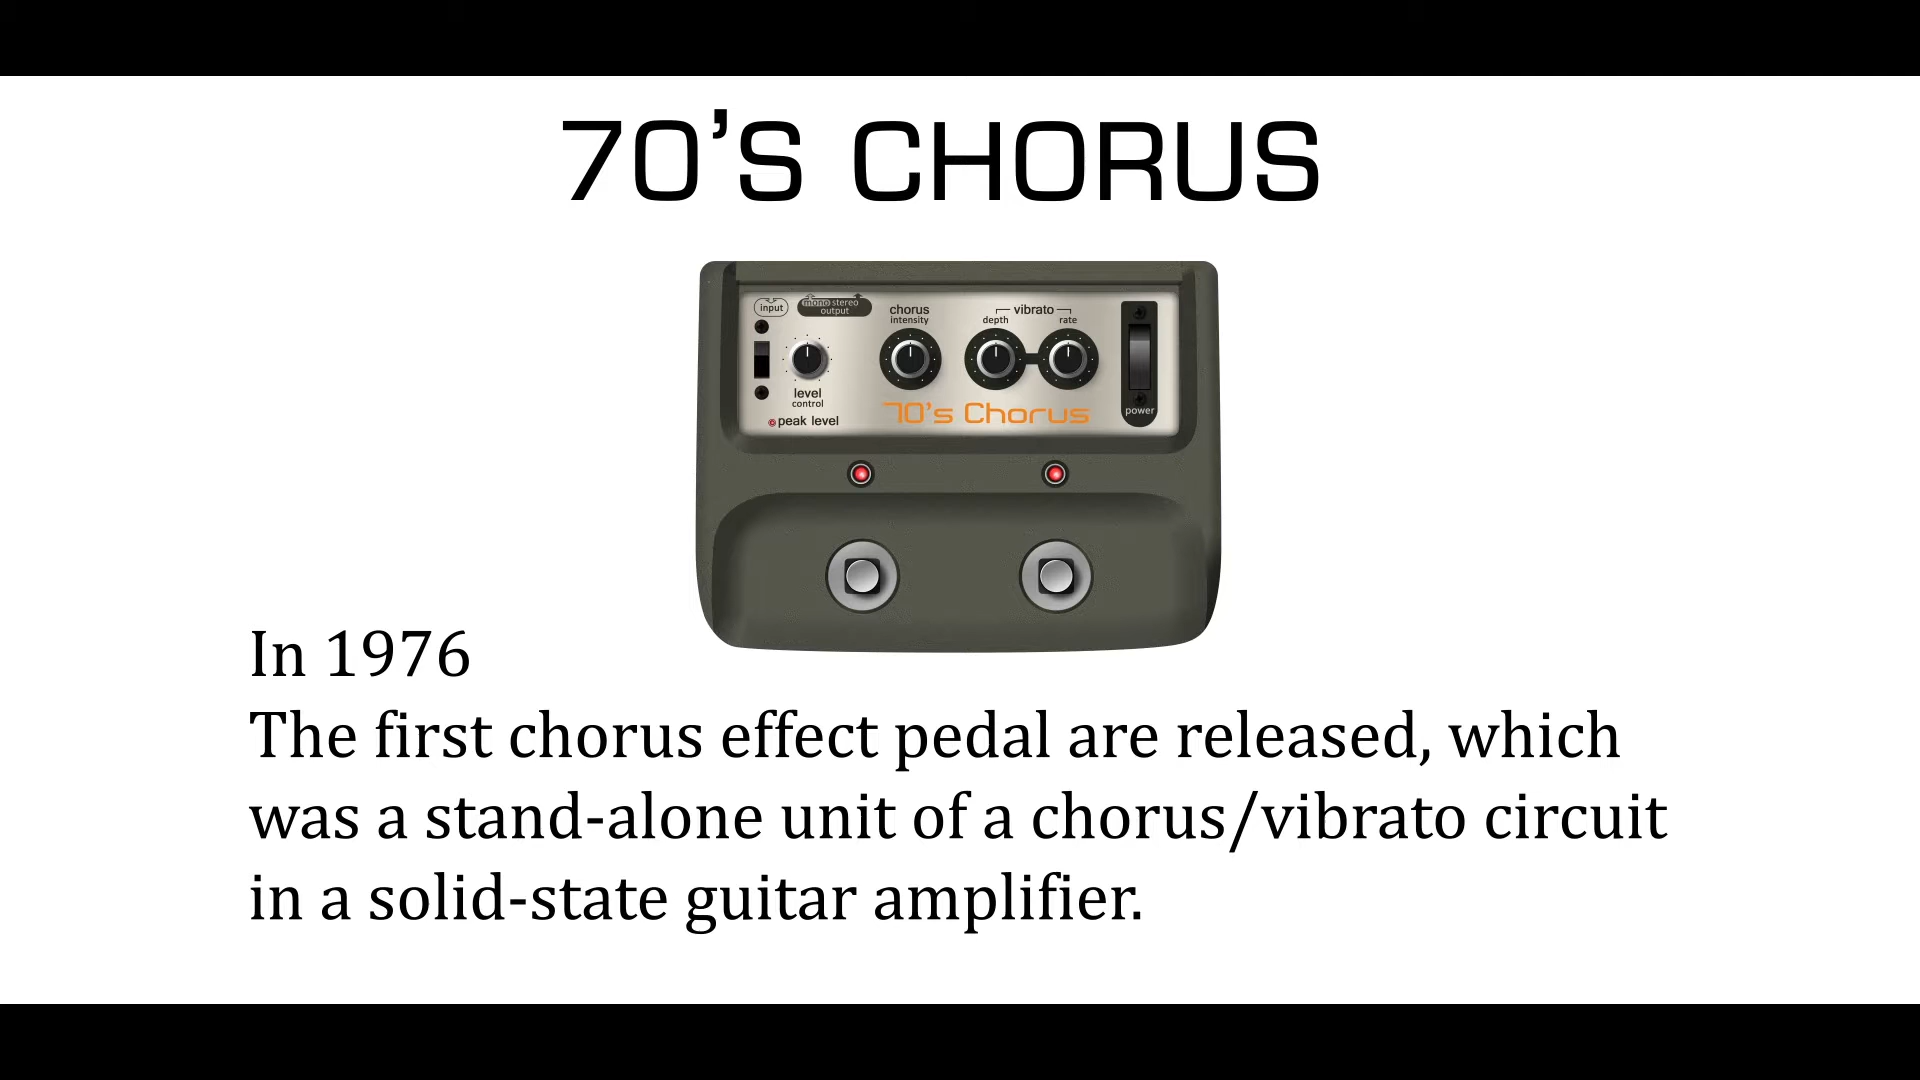 70’S CHORUS
input
mono stereo
output
chorus
intensity
vibrato
depth
rate
level
control
peak level
70’s Chorus
power
In 1976
The first chorus effect pedal are released, which
was a stand-alone unit of a chorus/vibrato circuit
in a solid-state guitar amplifier.